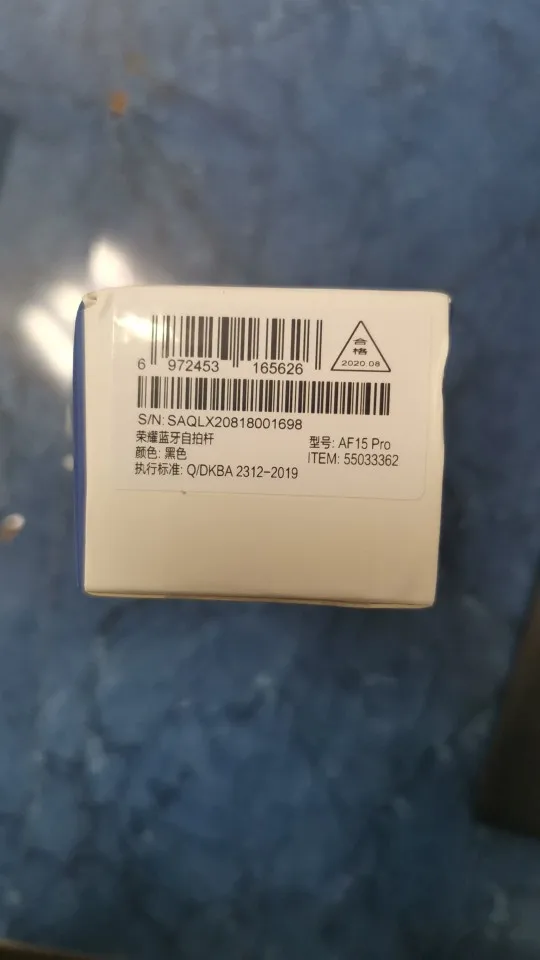 合
格
2020 08
6 972453 165626
S/N: SAQLX20818001698
荣耀蓝牙自拍杆
型号: AF15 Pro
颜色: 黑色
ITEM: 55033362
执行标准: Q/DKBA 2312-2019